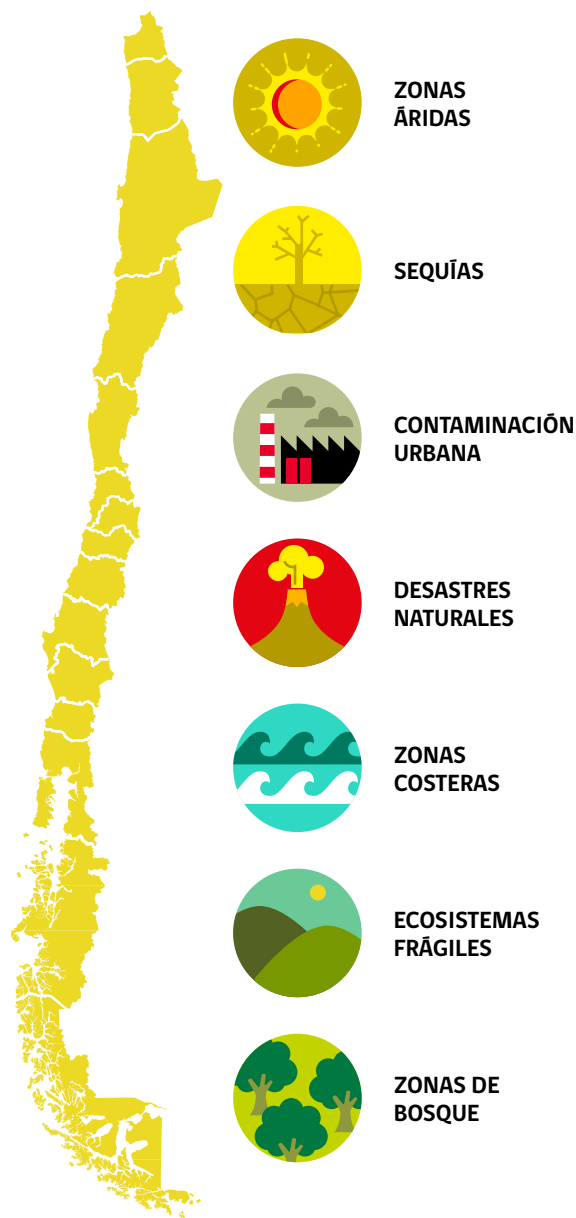 ZONAS
ÁRIDAS
SEQUÍAS
CONTAMINACIÓN
URBANA
DESASTRES
NATURALES
ZONAS
COSTERAS
ECOSISTEMAS
FRÁGILES
ZONAS DE
BOSQUE